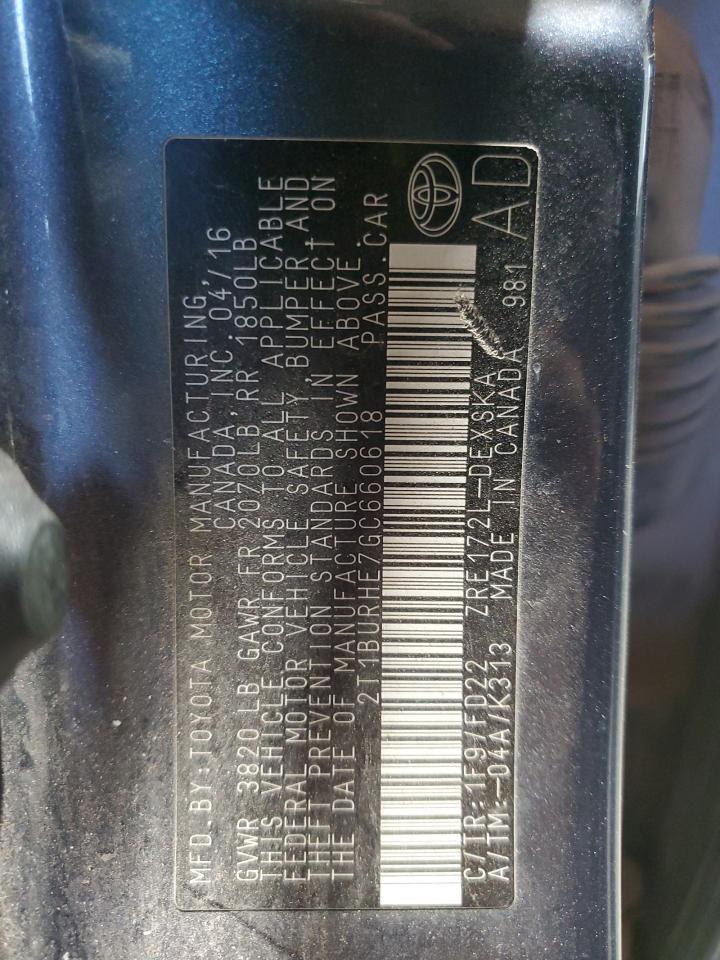 MFD.BY:TOYOTA MOTOR MANUFACTURING,
CANADA, INC. 04/16
GVWR 3820LB GAWR FR 2070LB, RR 1850LB
THIS VEHICLE CONFORMS TO ALL APPLICABLE
FEDERAL MOTOR VEHICLE SAFETY, BUMPER, AND
THEFT PREVENTION STANDARDS IN EFFECT ON
THE DATE OF MANUFACTURE SHOWN ABOVE.
2T1BURHE7GC660618 PASS.CAR
C/TR:1F9/FD22 ZRE172L-DEXSKA 981
A/TM:-04A/K313 MADE IN CANADA
AD